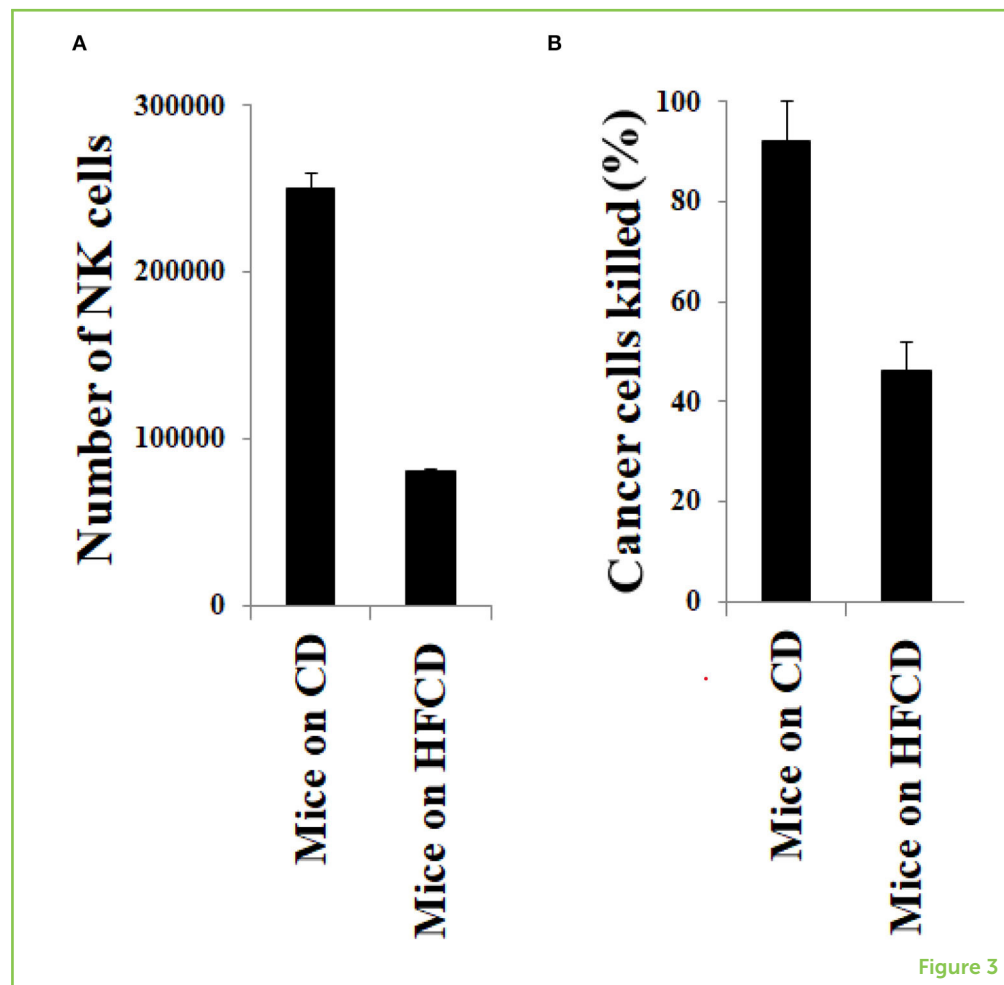 A
Number of NK cells
300000
200000
100000
0
Mice on CD
Mice on HFCD
B
Cancer cells killed (%)
100
80
60
40
20
0
Mice on CD
Mice on HFCD
Figure 3